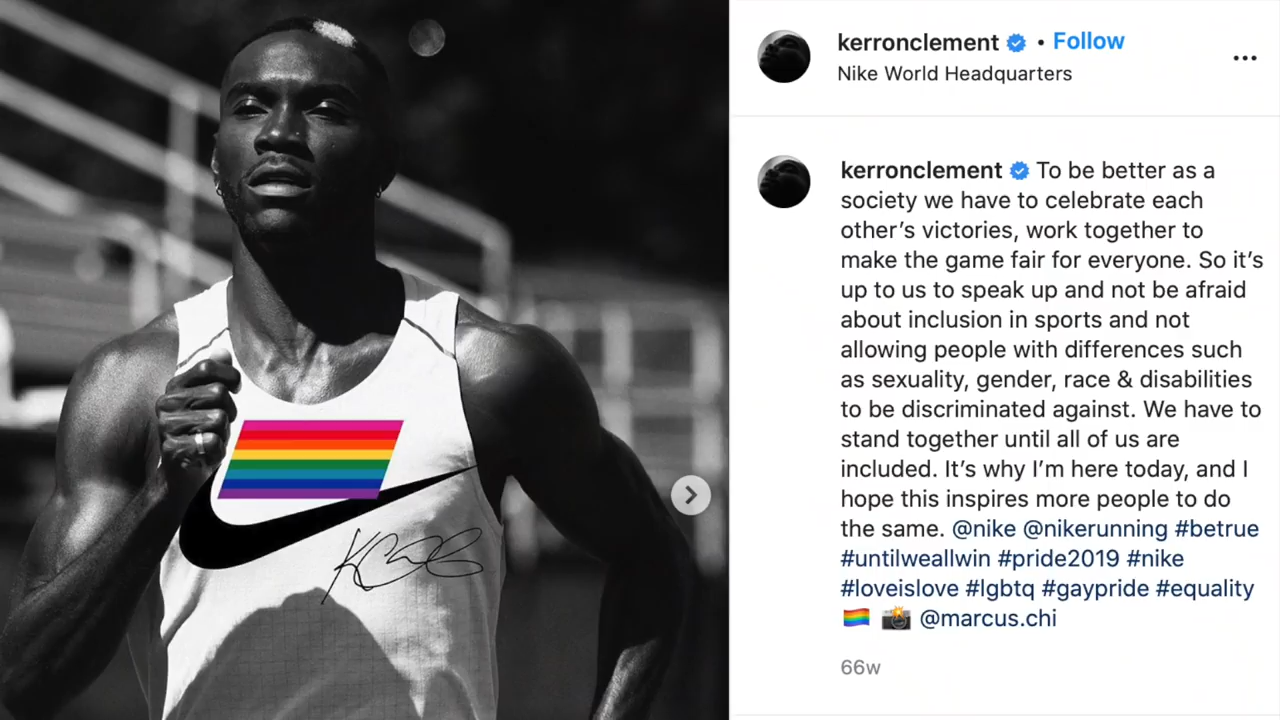 kerronclement • Follow
Nike World Headquarters
kerronclement To be better as a
society we have to celebrate each
other’s victories, work together to
make the game fair for everyone. So it’s
up to us to speak up and not be afraid
about inclusion in sports and not
allowing people with differences such
as sexuality, gender, race & disabilities
to be discriminated against. We have to
stand together until all of us are
included. It’s why I’m here today, and I
hope this inspires more people to do
the same. @nike @nikerunning #betrue
#untilweallwin #pride2019 #nike
#loveislove #lgbtq #gaypride #equality
🏳️‍🌈 📸 @marcus.chi
66w